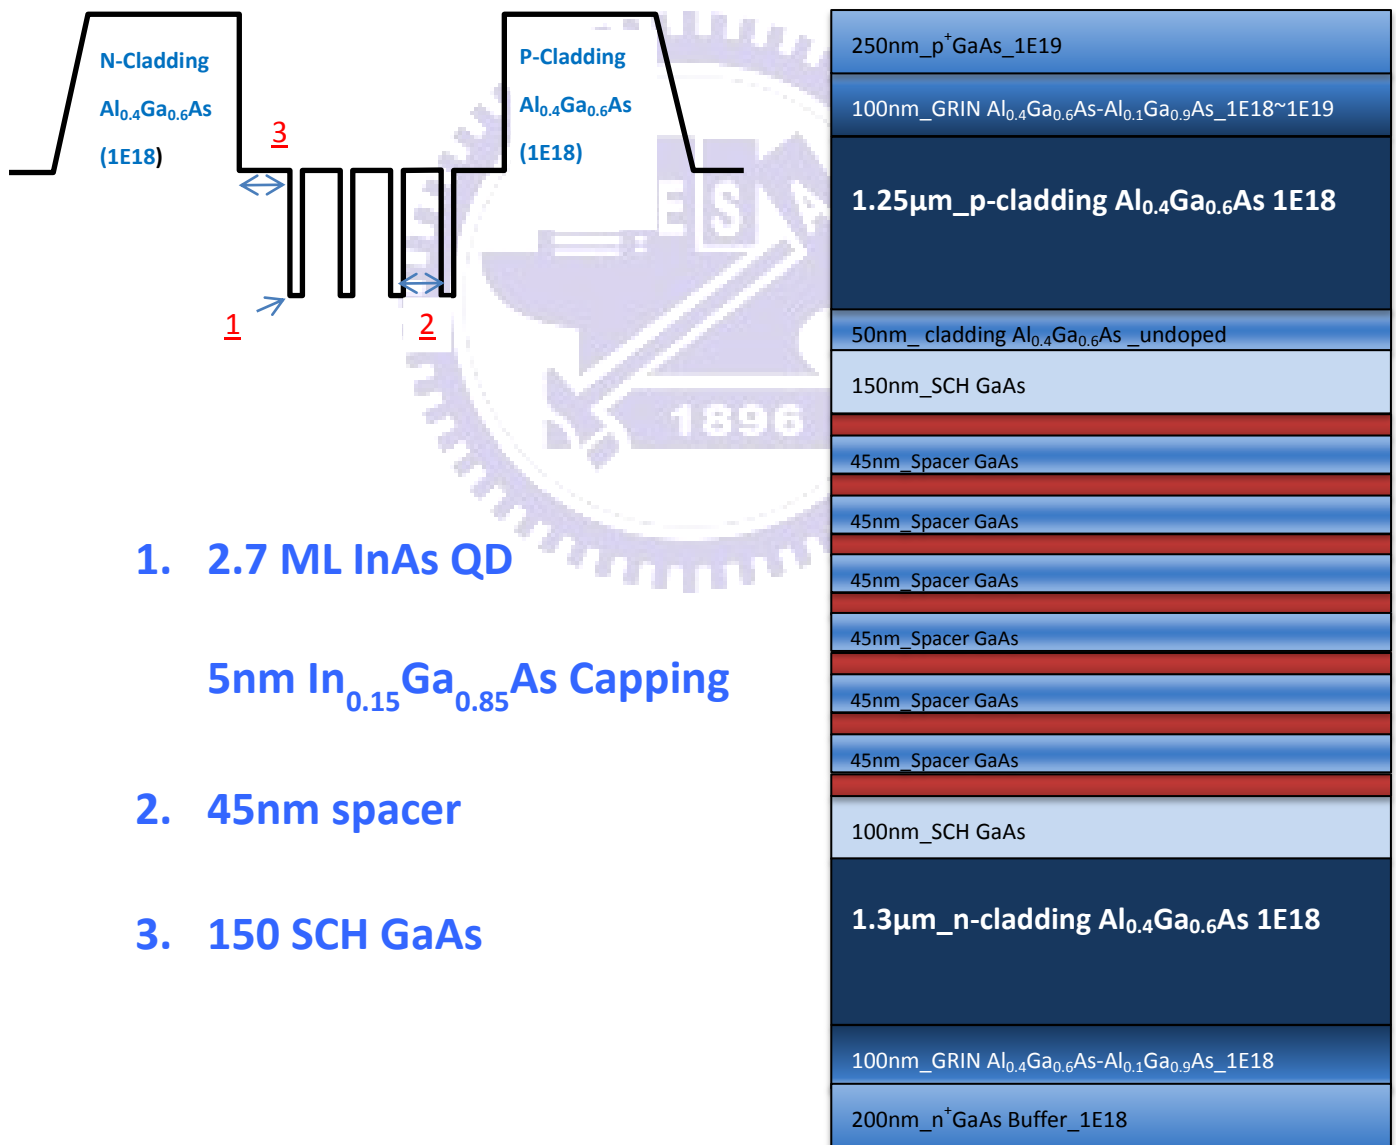 N-Cladding
Al0.4Ga0.6As
(1E18)
3
P-Cladding
Al0.4Ga0.6As
(1E18)
1
2
E S A
1896
1. 2.7 ML InAs QD
5nm In0.15Ga0.85As Capping
2. 45nm spacer
3. 150 SCH GaAs
250nm_p+GaAs_1E19
100nm_GRIN Al0.4Ga0.6As-Al0.1Ga0.9As_1E18~1E19
1.25µm_p-cladding Al0.4Ga0.6As 1E18
50nm_ cladding Al0.4Ga0.6As _undoped
150nm_SCH GaAs
45nm_Spacer GaAs
45nm_Spacer GaAs
45nm_Spacer GaAs
45nm_Spacer GaAs
45nm_Spacer GaAs
45nm_Spacer GaAs
100nm_SCH GaAs
1.3µm_n-cladding Al0.4Ga0.6As 1E18
100nm_GRIN Al0.4Ga0.6As-Al0.1Ga0.9As_1E18
200nm_n+GaAs Buffer_1E18